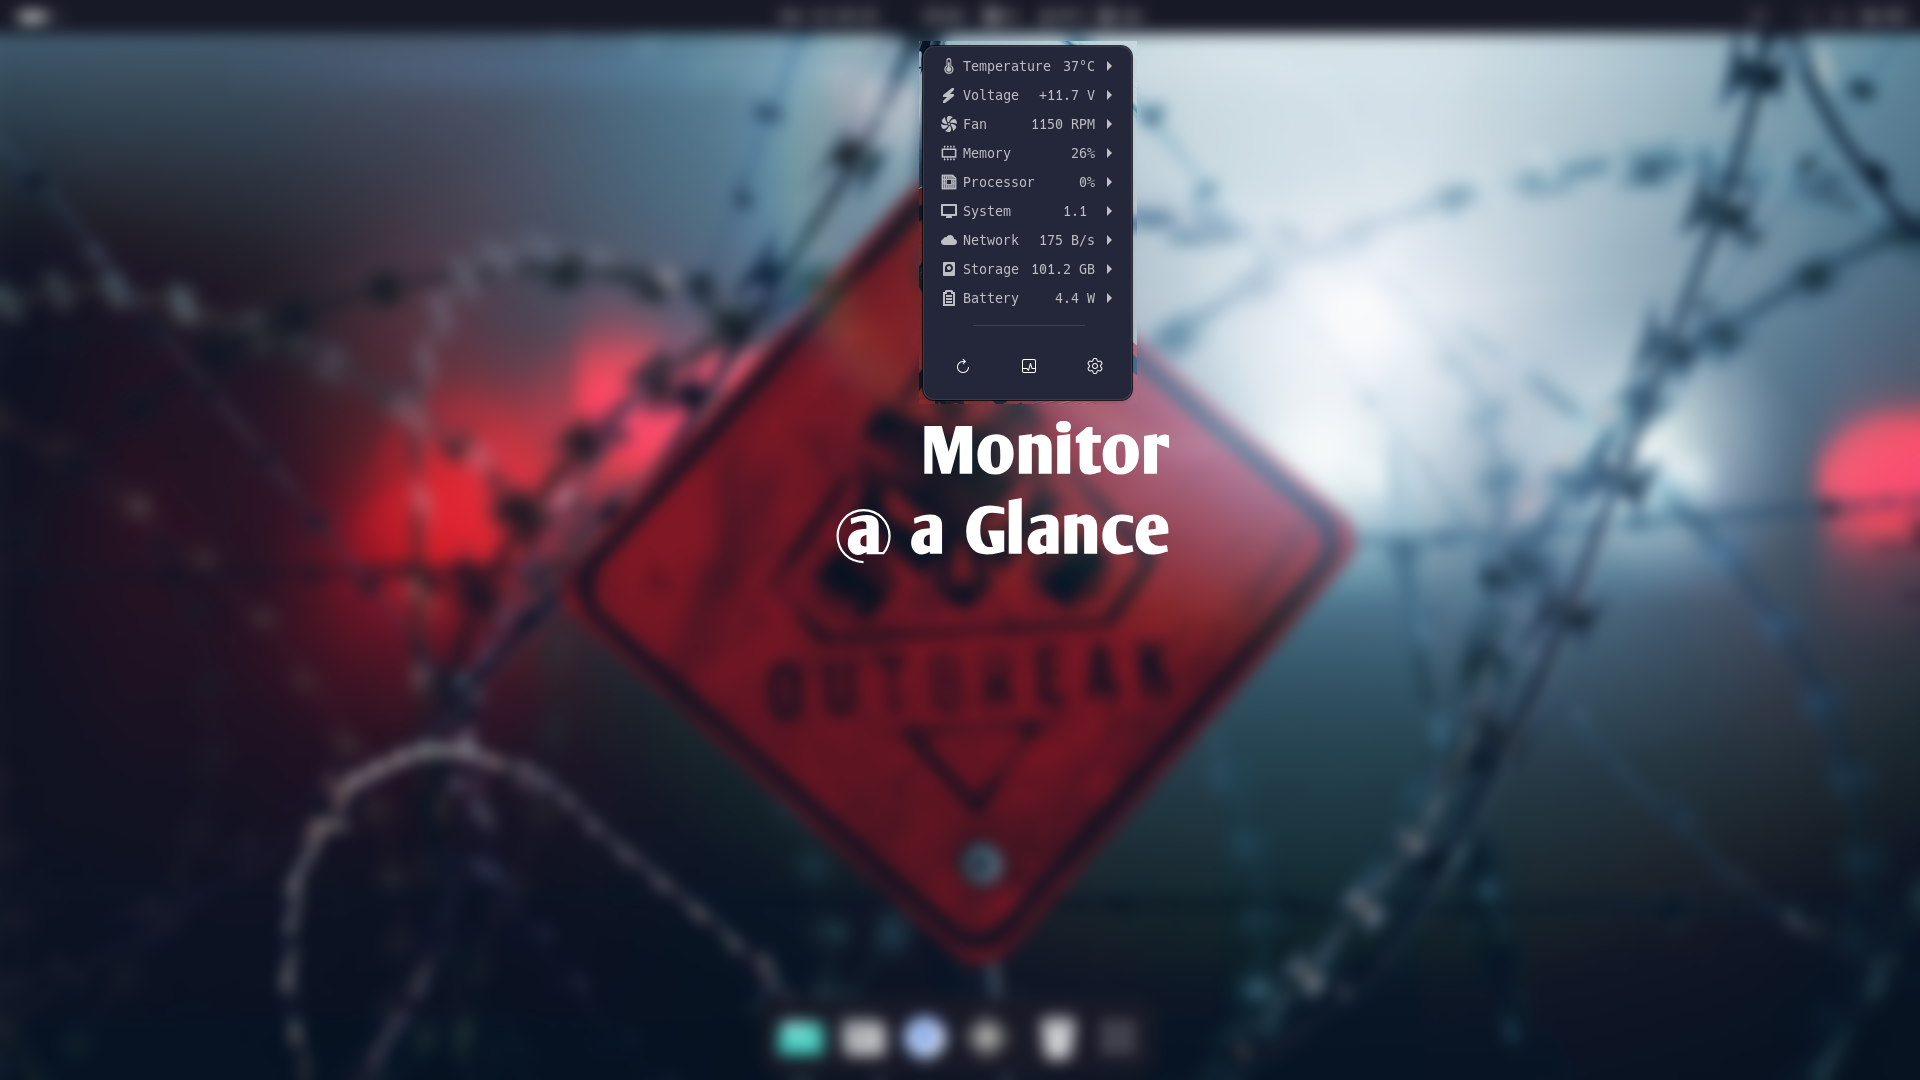 Temperature 37°C
Voltage +11.7 V
Fan 1150 RPM
Memory 26%
Processor 0%
System 1.1
Network 175 B/s
Storage 101.2 GB
Battery 4.4 W
Monitor
@ a Glance
OUTBREAK